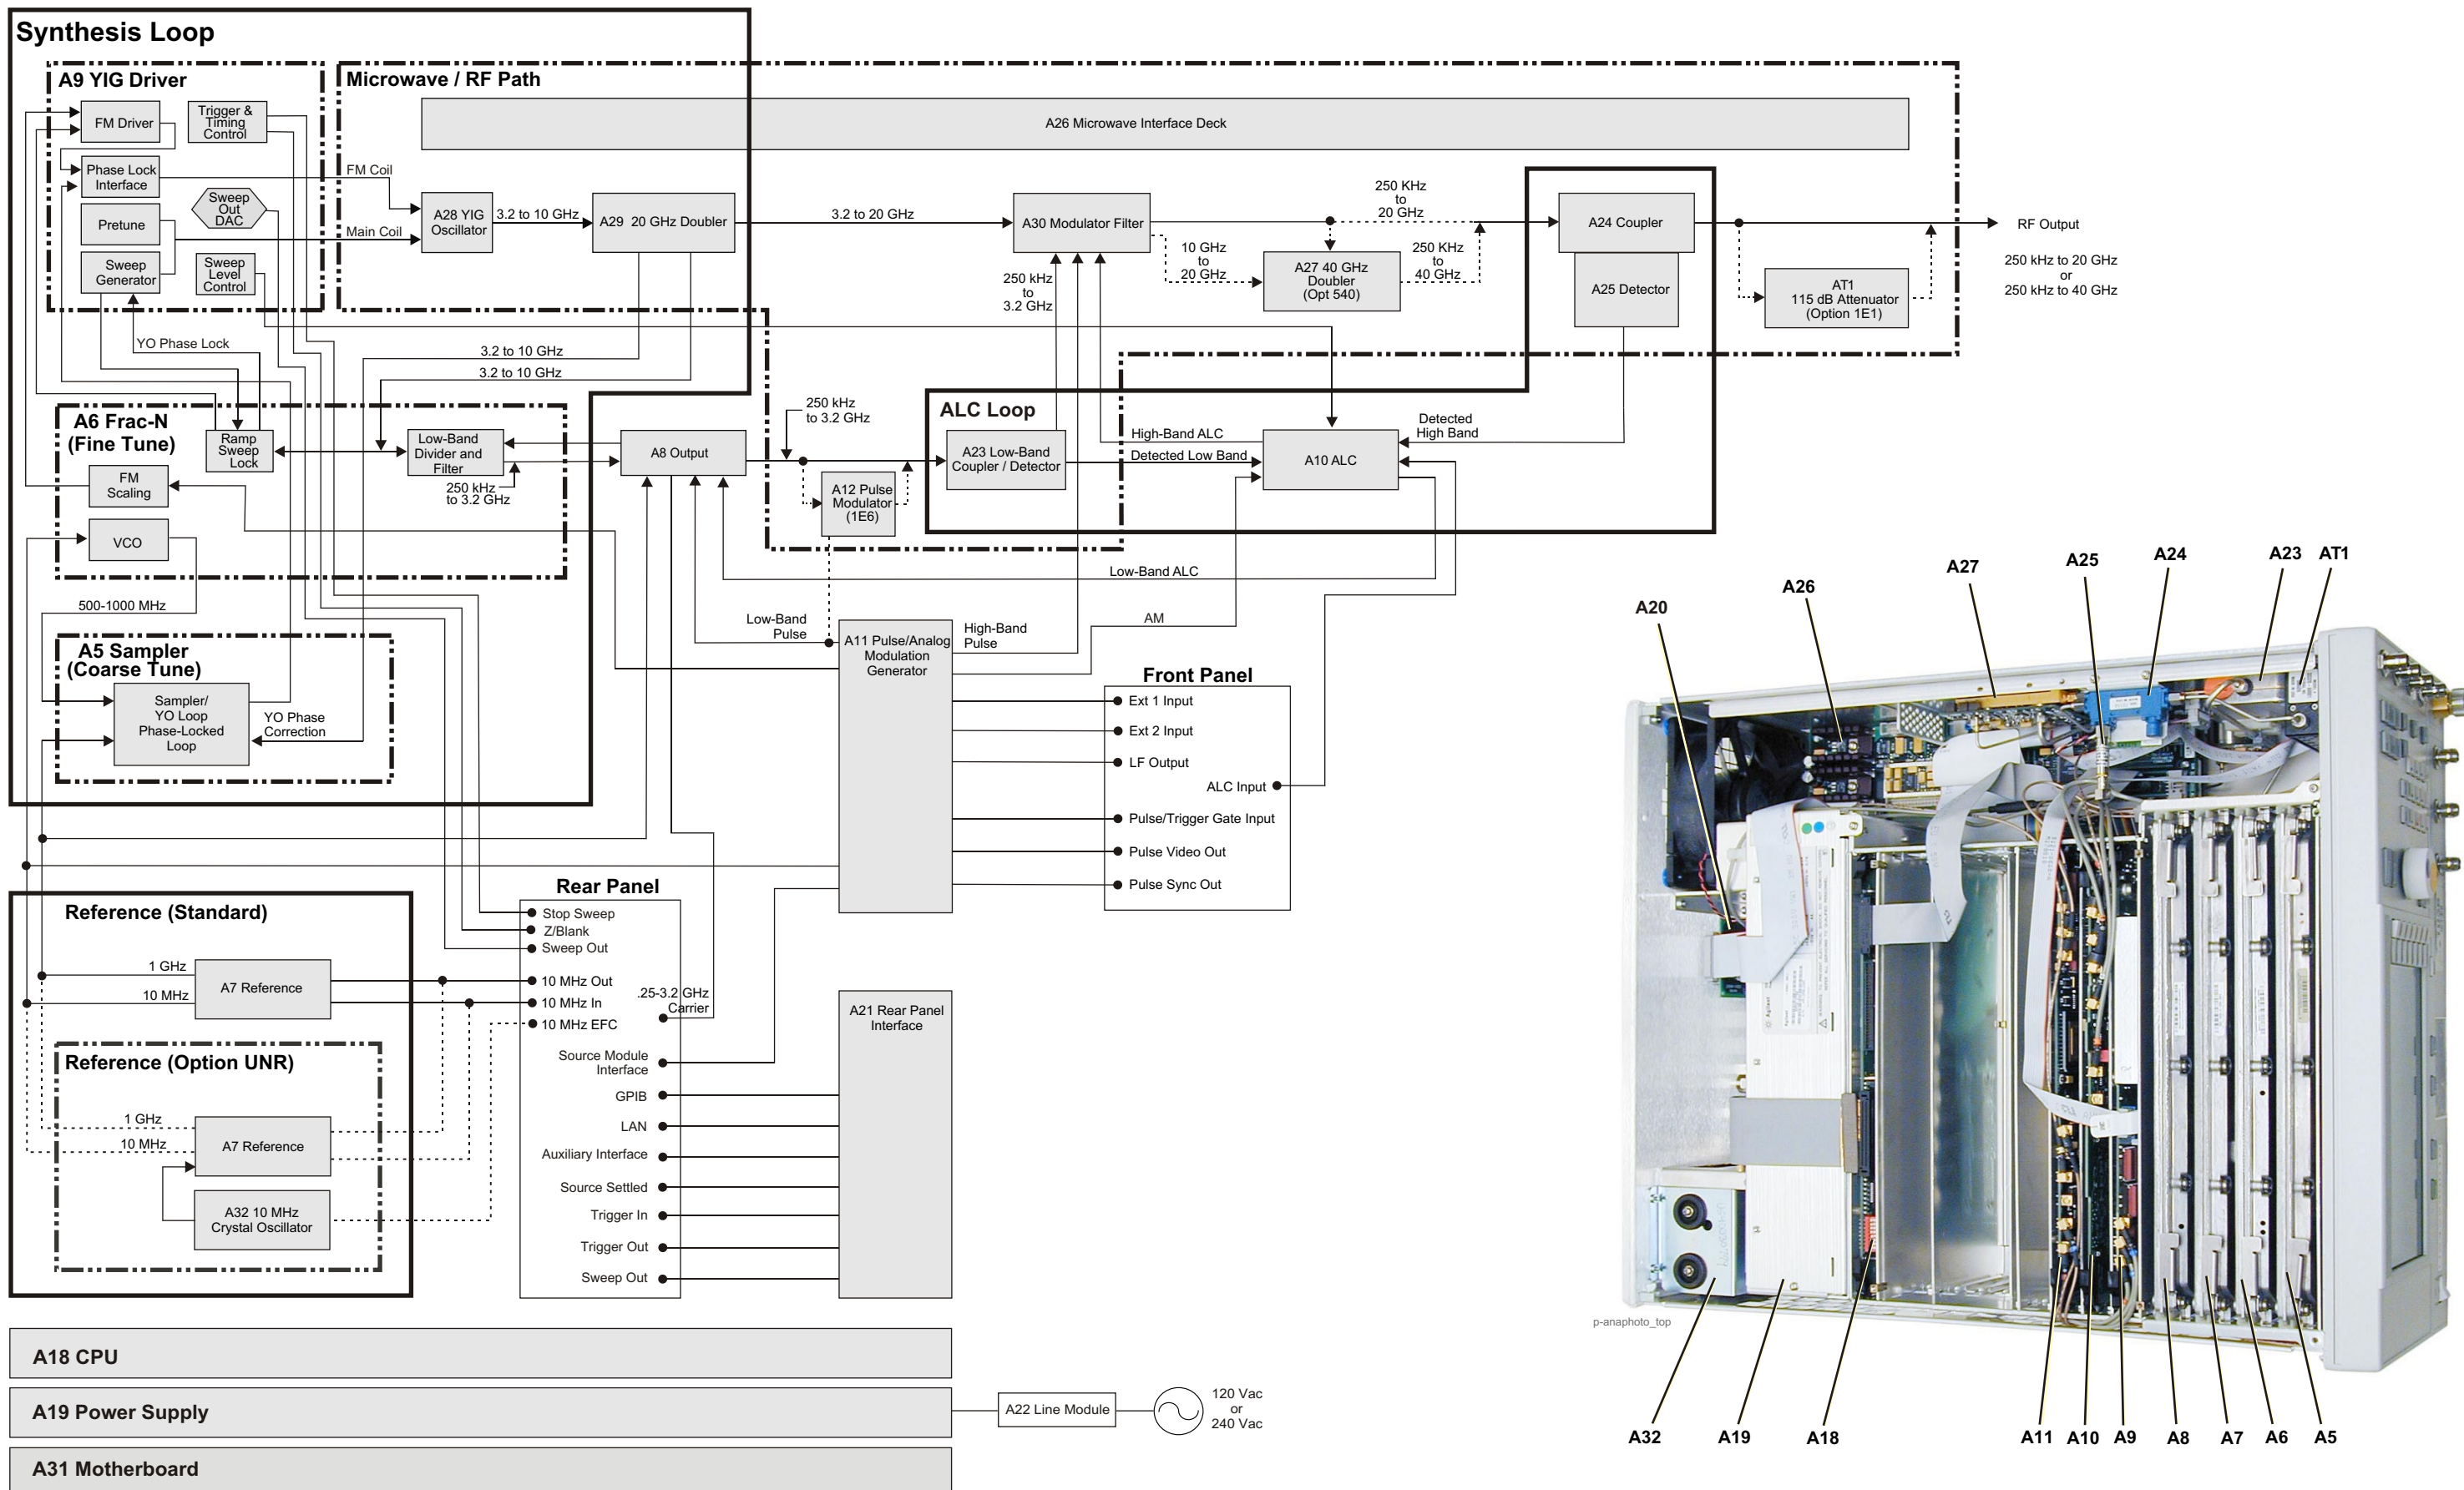 Synthesis Loop
A9 YIG Driver
FM Driver
Trigger &
Timing
Control
Phase Lock
Interface
Sweep
Out
DAC
Pretune
Sweep
Generator
Sweep
Level
Control
YO Phase Lock
Microwave / RF Path
A26 Microwave Interface Deck
FM Coil
Main Coil
A28 YIG
Oscillator
3.2 to 10 GHz
A29 20 GHz Doubler
3.2 to 20 GHz
A30 Modulator Filter
250 KHz
to
20 GHz
10 GHz
to
20 GHz
A27 40 GHz
Doubler
(Opt 540)
250 KHz
to
40 GHz
A24 Coupler
A25 Detector
AT1
115 dB Attenuator
(Option 1E1)
RF Output
250 kHz to 20 GHz
or
250 kHz to 40 GHz
250 kHz
to
3.2 GHz
3.2 to 10 GHz
3.2 to 10 GHz
A6 Frac-N
(Fine Tune)
Ramp
Sweep
Lock
Low-Band
Divider and
Filter
FM
Scaling
VCO
250 kHz
to 3.2 GHz
A8 Output
250 kHz
to 3.2 GHz
A12 Pulse
Modulator
(1E6)
ALC Loop
A23 Low-Band
Coupler / Detector
High-Band ALC
Detected Low Band
A10 ALC
Detected
High Band
Low-Band ALC
500-1000 MHz
A5 Sampler
(Coarse Tune)
Sampler/
YO Loop
Phase-Locked
Loop
YO Phase
Correction
Low-Band
Pulse
A11 Pulse/Analog
Modulation
Generator
High-Band
Pulse
AM
Front Panel
Ext 1 Input
Ext 2 Input
LF Output
ALC Input
Pulse/Trigger Gate Input
Pulse Video Out
Pulse Sync Out
Reference (Standard)
1 GHz
10 MHz
A7 Reference
Reference (Option UNR)
1 GHz
10 MHz
A7 Reference
A32 10 MHz
Crystal Oscillator
Rear Panel
Stop Sweep
Z/Blank
Sweep Out
10 MHz Out
10 MHz In
10 MHz EFC
.25-3.2 GHz
Carrier
Source Module
Interface
GPIB
LAN
Auxiliary Interface
Source Settled
Trigger In
Trigger Out
Sweep Out
A21 Rear Panel
Interface
A18 CPU
A19 Power Supply
A31 Motherboard
A22 Line Module
120 Vac
or
240 Vac
A20
A26
A27
A25
A24
A23
AT1
p-anaphoto_top
A32
A19
A18
A11
A10
A9
A8
A7
A6
A5